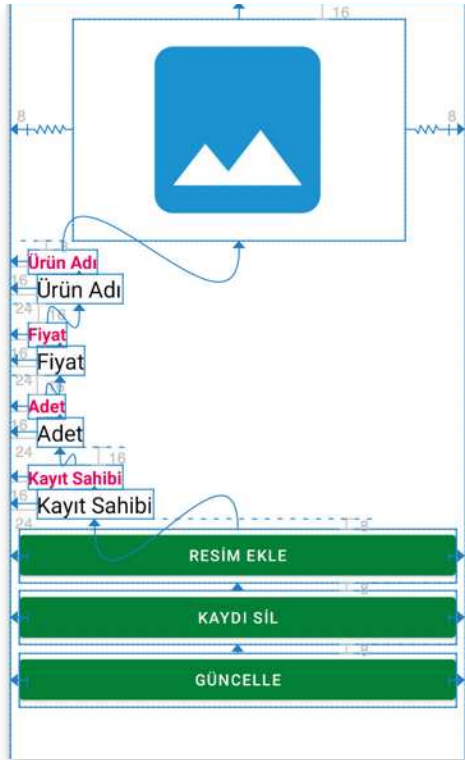 16
8 8
Ürün Adı
16 Ürün Adı
24 16
Fiyat
16 Fiyat
24
Adet
16 Adet
24 16
Kayıt Sahibi
16 Kayıt Sahibi
24
8
RESİM EKLE
8
KAYDI SİL
8
GÜNCELLE